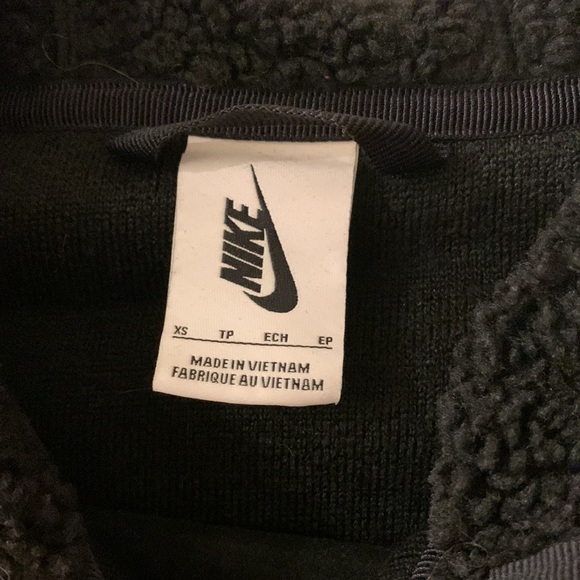 NIKE
XS TP ECH EP
MADE IN VIETNAM
FABRIQUE AU VIETNAM